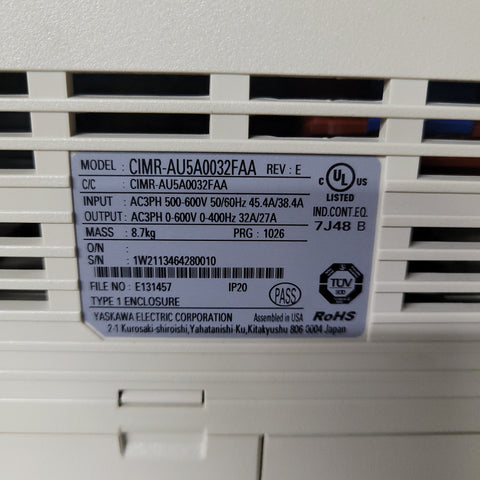 MODEL : CIMR-AU5A0032FAA REV : E
C/C : CIMR-AU5A0032FAA
INPUT : AC3PH 500-600V 50/60Hz 45.4A/38.4A
OUTPUT : AC3PH 0-600V 0-400Hz 32A/27A
MASS : 8.7kg PRG : 1026
O/N :
S/N : 1W2113464280010
FILE NO : E131457 IP20
TYPE 1 ENCLOSURE
PASS
YASKAWA ELECTRIC CORPORATION Assembled in USA
2-1 Kurosaki-shiroishi,Yahatanishi-Ku,Kitakyushu 806-0004 Japan
C UL US
LISTED
IND.CONT.EQ.
7J48 B
TUV
RoHS